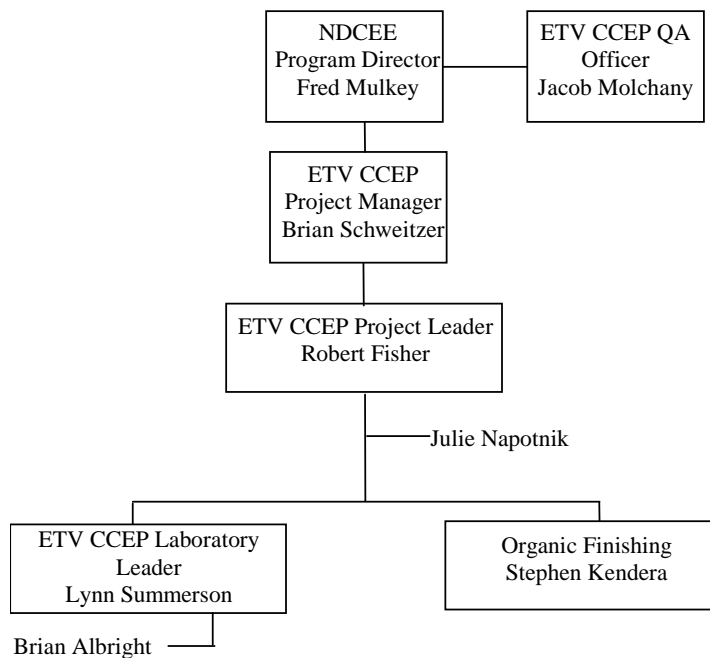 NDCEE
Program Director
Fred Mulkey
ETV CCEP QA
Officer
Jacob Molchany
ETV CCEP
Project Manager
Brian Schweitzer
ETV CCEP Project Leader
Robert Fisher
Julie Napotnik
ETV CCEP Laboratory
Leader
Lynn Summerson
Organic Finishing
Stephen Kendera
Brian Albright